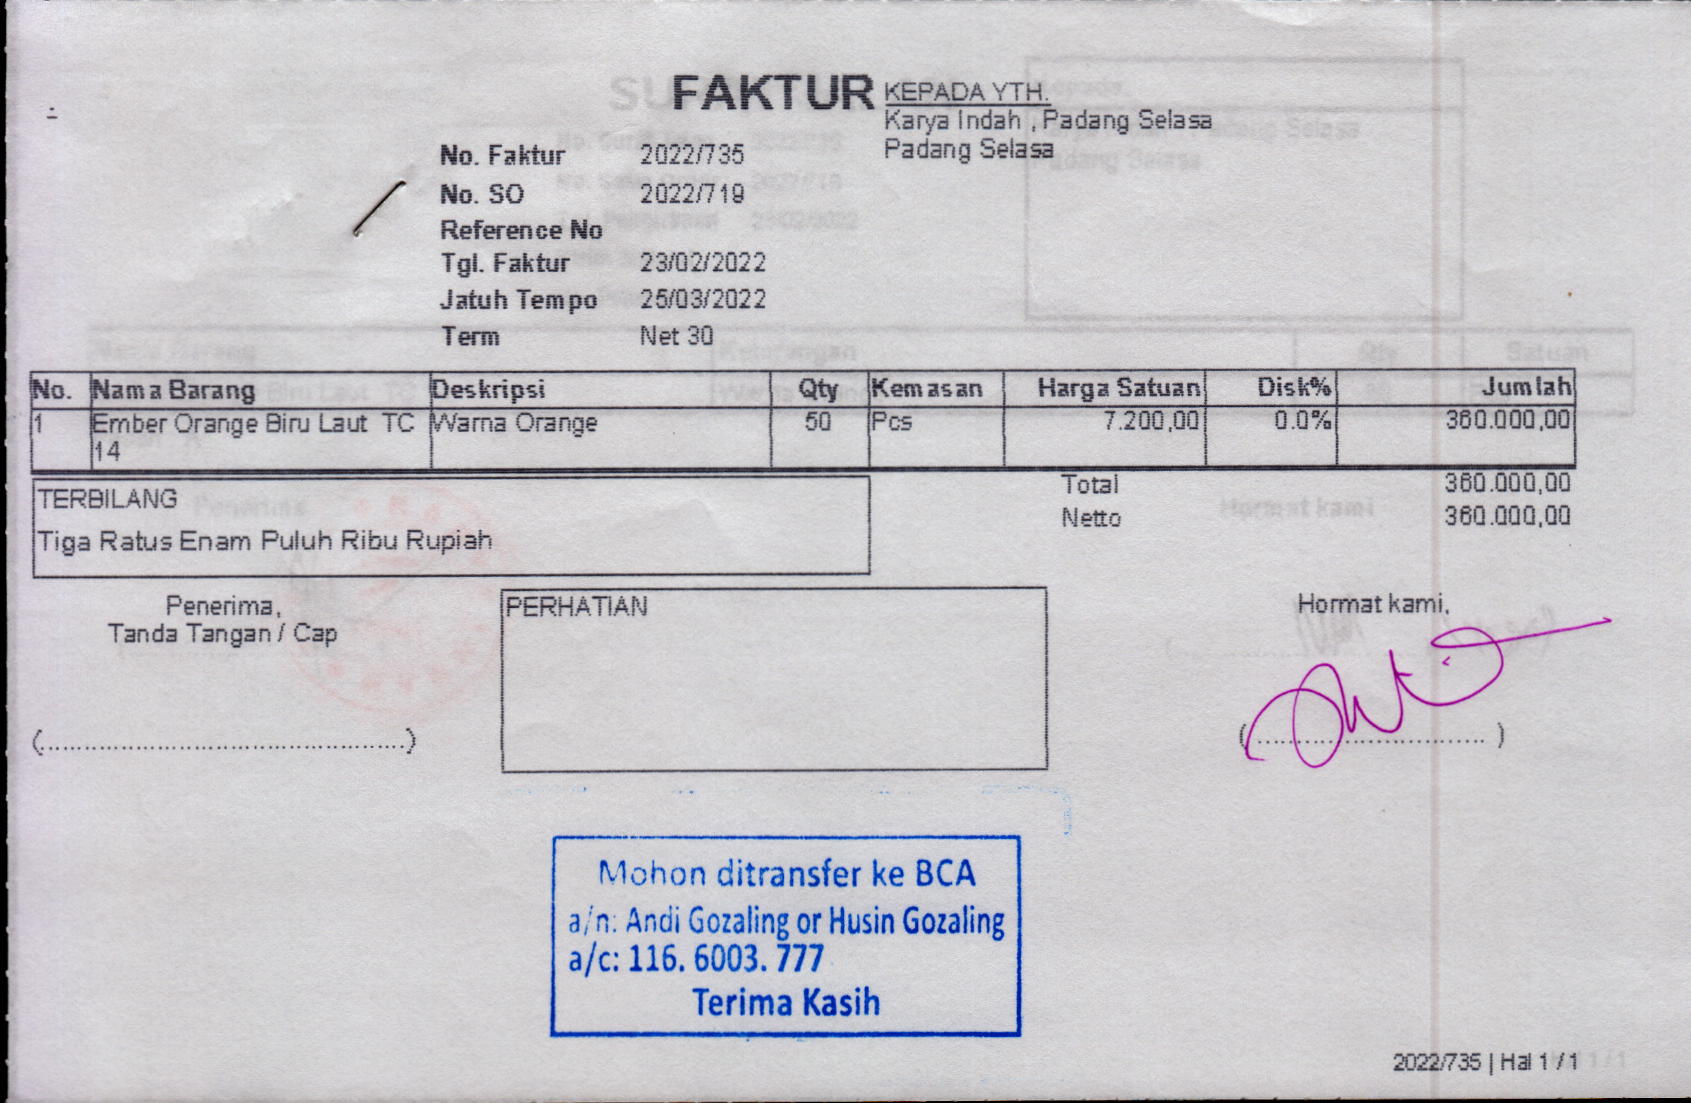 FAKTUR
KEPADA YTH.
Karya Indah , Padang Selasa
Padang Selasa
No. Faktur 2022/735
No. SO 2022/719
Reference No
Tgl. Faktur 23/02/2022
Jatuh Tempo 25/03/2022
Term Net 30
No. Nama Barang Deskripsi Qty Kemasan Harga Satuan Disk% Jumlah
1 Ember Orange Biru Laut TC Warna Orange 50 Pcs 7.200,00 0.0% 360.000,00
14
Total 360.000,00
Netto 360.000,00
TERBILANG
Tiga Ratus Enam Puluh Ribu Rupiah
Penerima,
Tanda Tangan / Cap
PERHATIAN
Hormat kami,
Mohon ditransfer ke BCA
a/n: Andi Gozaling or Husin Gozaling
a/c: 116. 6003. 777
Terima Kasih
2022/735 | Hal 1 / 1